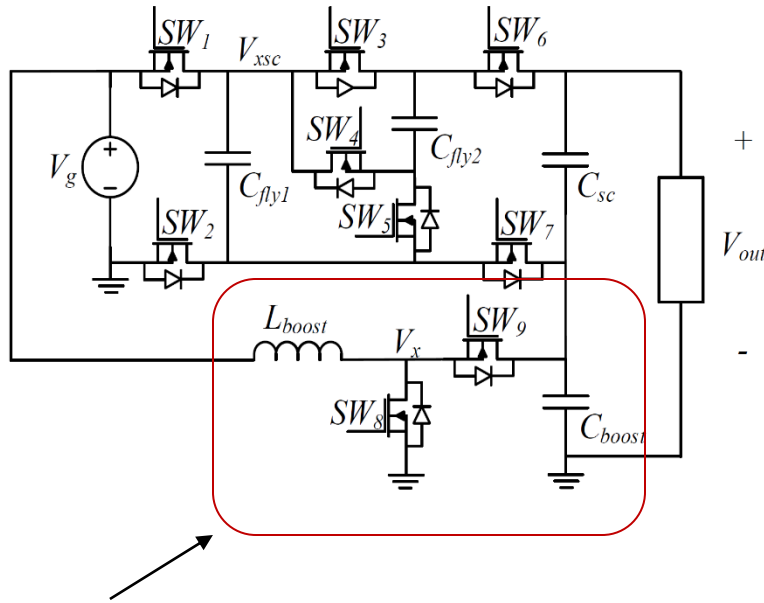 SW1
Vxsc
SW3
SW6
+
Vg
+
-
Cfly1
SW4
Cfly2
Csc
SW2
SW5
SW7
Vout
-
Lboost
Vx
SW9
SW8
Cboost